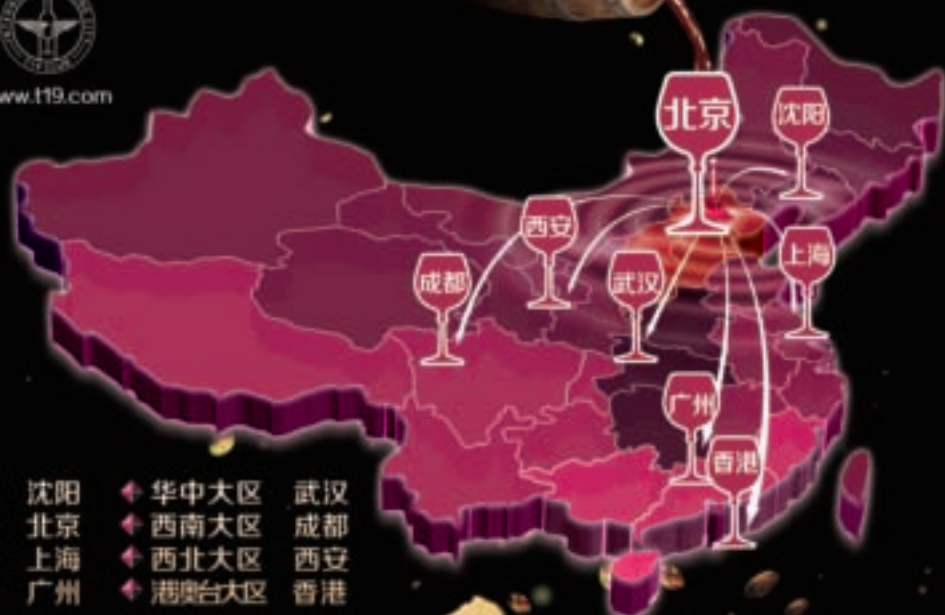 ww.t19.com
北京
沈阳
西安
上海
成都
武汉
广州
香港
沈阳 华中大区 武汉
北京 西南大区 成都
上海 西北大区 西安
广州 港澳台大区 香港